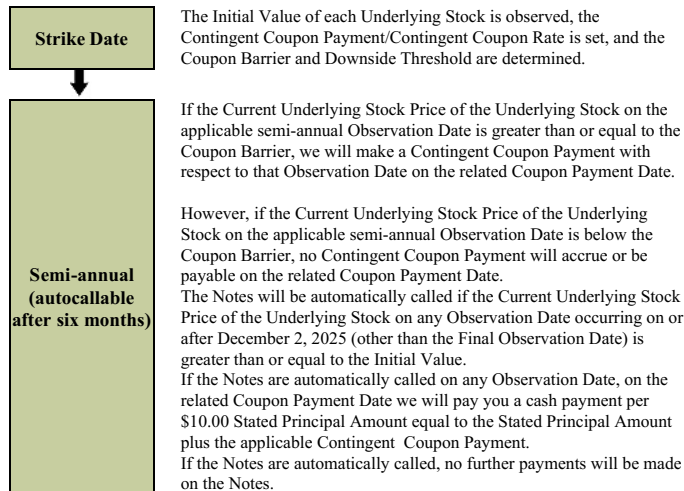 Strike Date
The Initial Value of each Underlying Stock is observed, the
Contingent Coupon Payment/Contingent Coupon Rate is set, and the
Coupon Barrier and Downside Threshold are determined.
Semi-annual
(autocallable
after six months)
If the Current Underlying Stock Price of the Underlying Stock on the
applicable semi-annual Observation Date is greater than or equal to the
Coupon Barrier, we will make a Contingent Coupon Payment with
respect to that Observation Date on the related Coupon Payment Date.
However, if the Current Underlying Stock Price of the Underlying
Stock on the applicable semi-annual Observation Date is below the
Coupon Barrier, no Contingent Coupon Payment will accrue or be
payable on the related Coupon Payment Date.
The Notes will be automatically called if the Current Underlying Stock
Price of the Underlying Stock on any Observation Date occurring on or
after December 2, 2025 (other than the Final Observation Date) is
greater than or equal to the Initial Value.
If the Notes are automatically called on any Observation Date, on the
related Coupon Payment Date we will pay you a cash payment per
$10.00 Stated Principal Amount equal to the Stated Principal Amount
plus the applicable Contingent Coupon Payment.
If the Notes are automatically called, no further payments will be made
on the Notes.